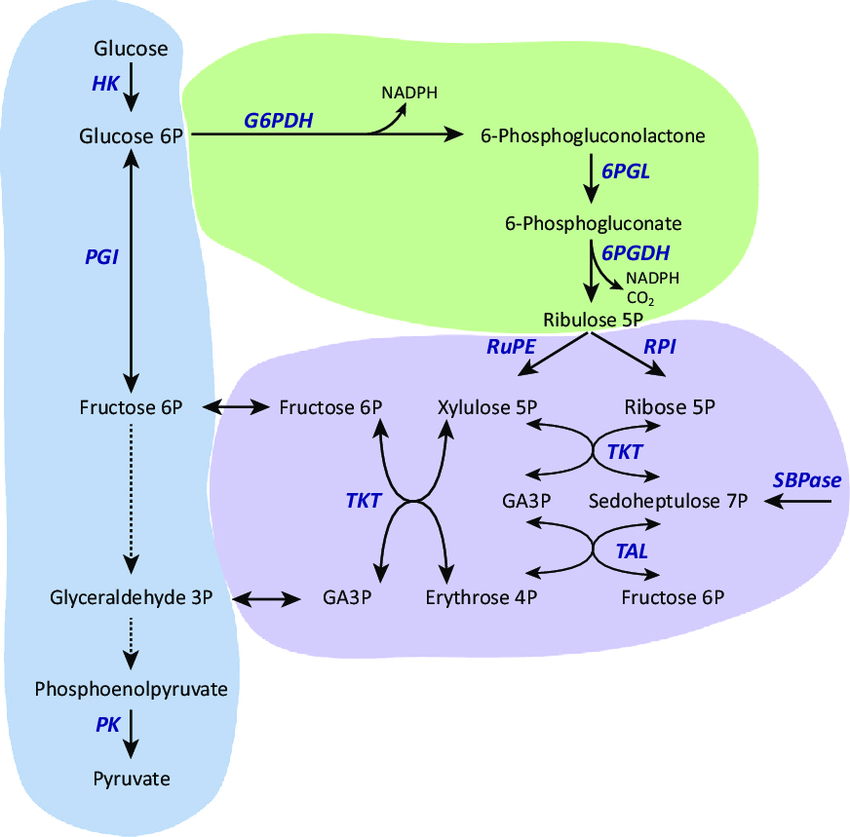 Glucose
HK
NADPH
Glucose 6P
G6PDH
6-Phosphogluconolactone
6PGL
6-Phosphogluconate
PGI
6PGDH
NADPH
CO₂
Ribulose 5P
RuPE
RPI
Fructose 6P
Fructose 6P
Xylulose 5P
Ribose 5P
TKT
SBPase
TKT
GA3P
Sedoheptulose 7P
TAL
Glyceraldehyde 3P
GA3P
Erythrose 4P
Fructose 6P
Phosphoenolpyruvate
PK
Pyruvate